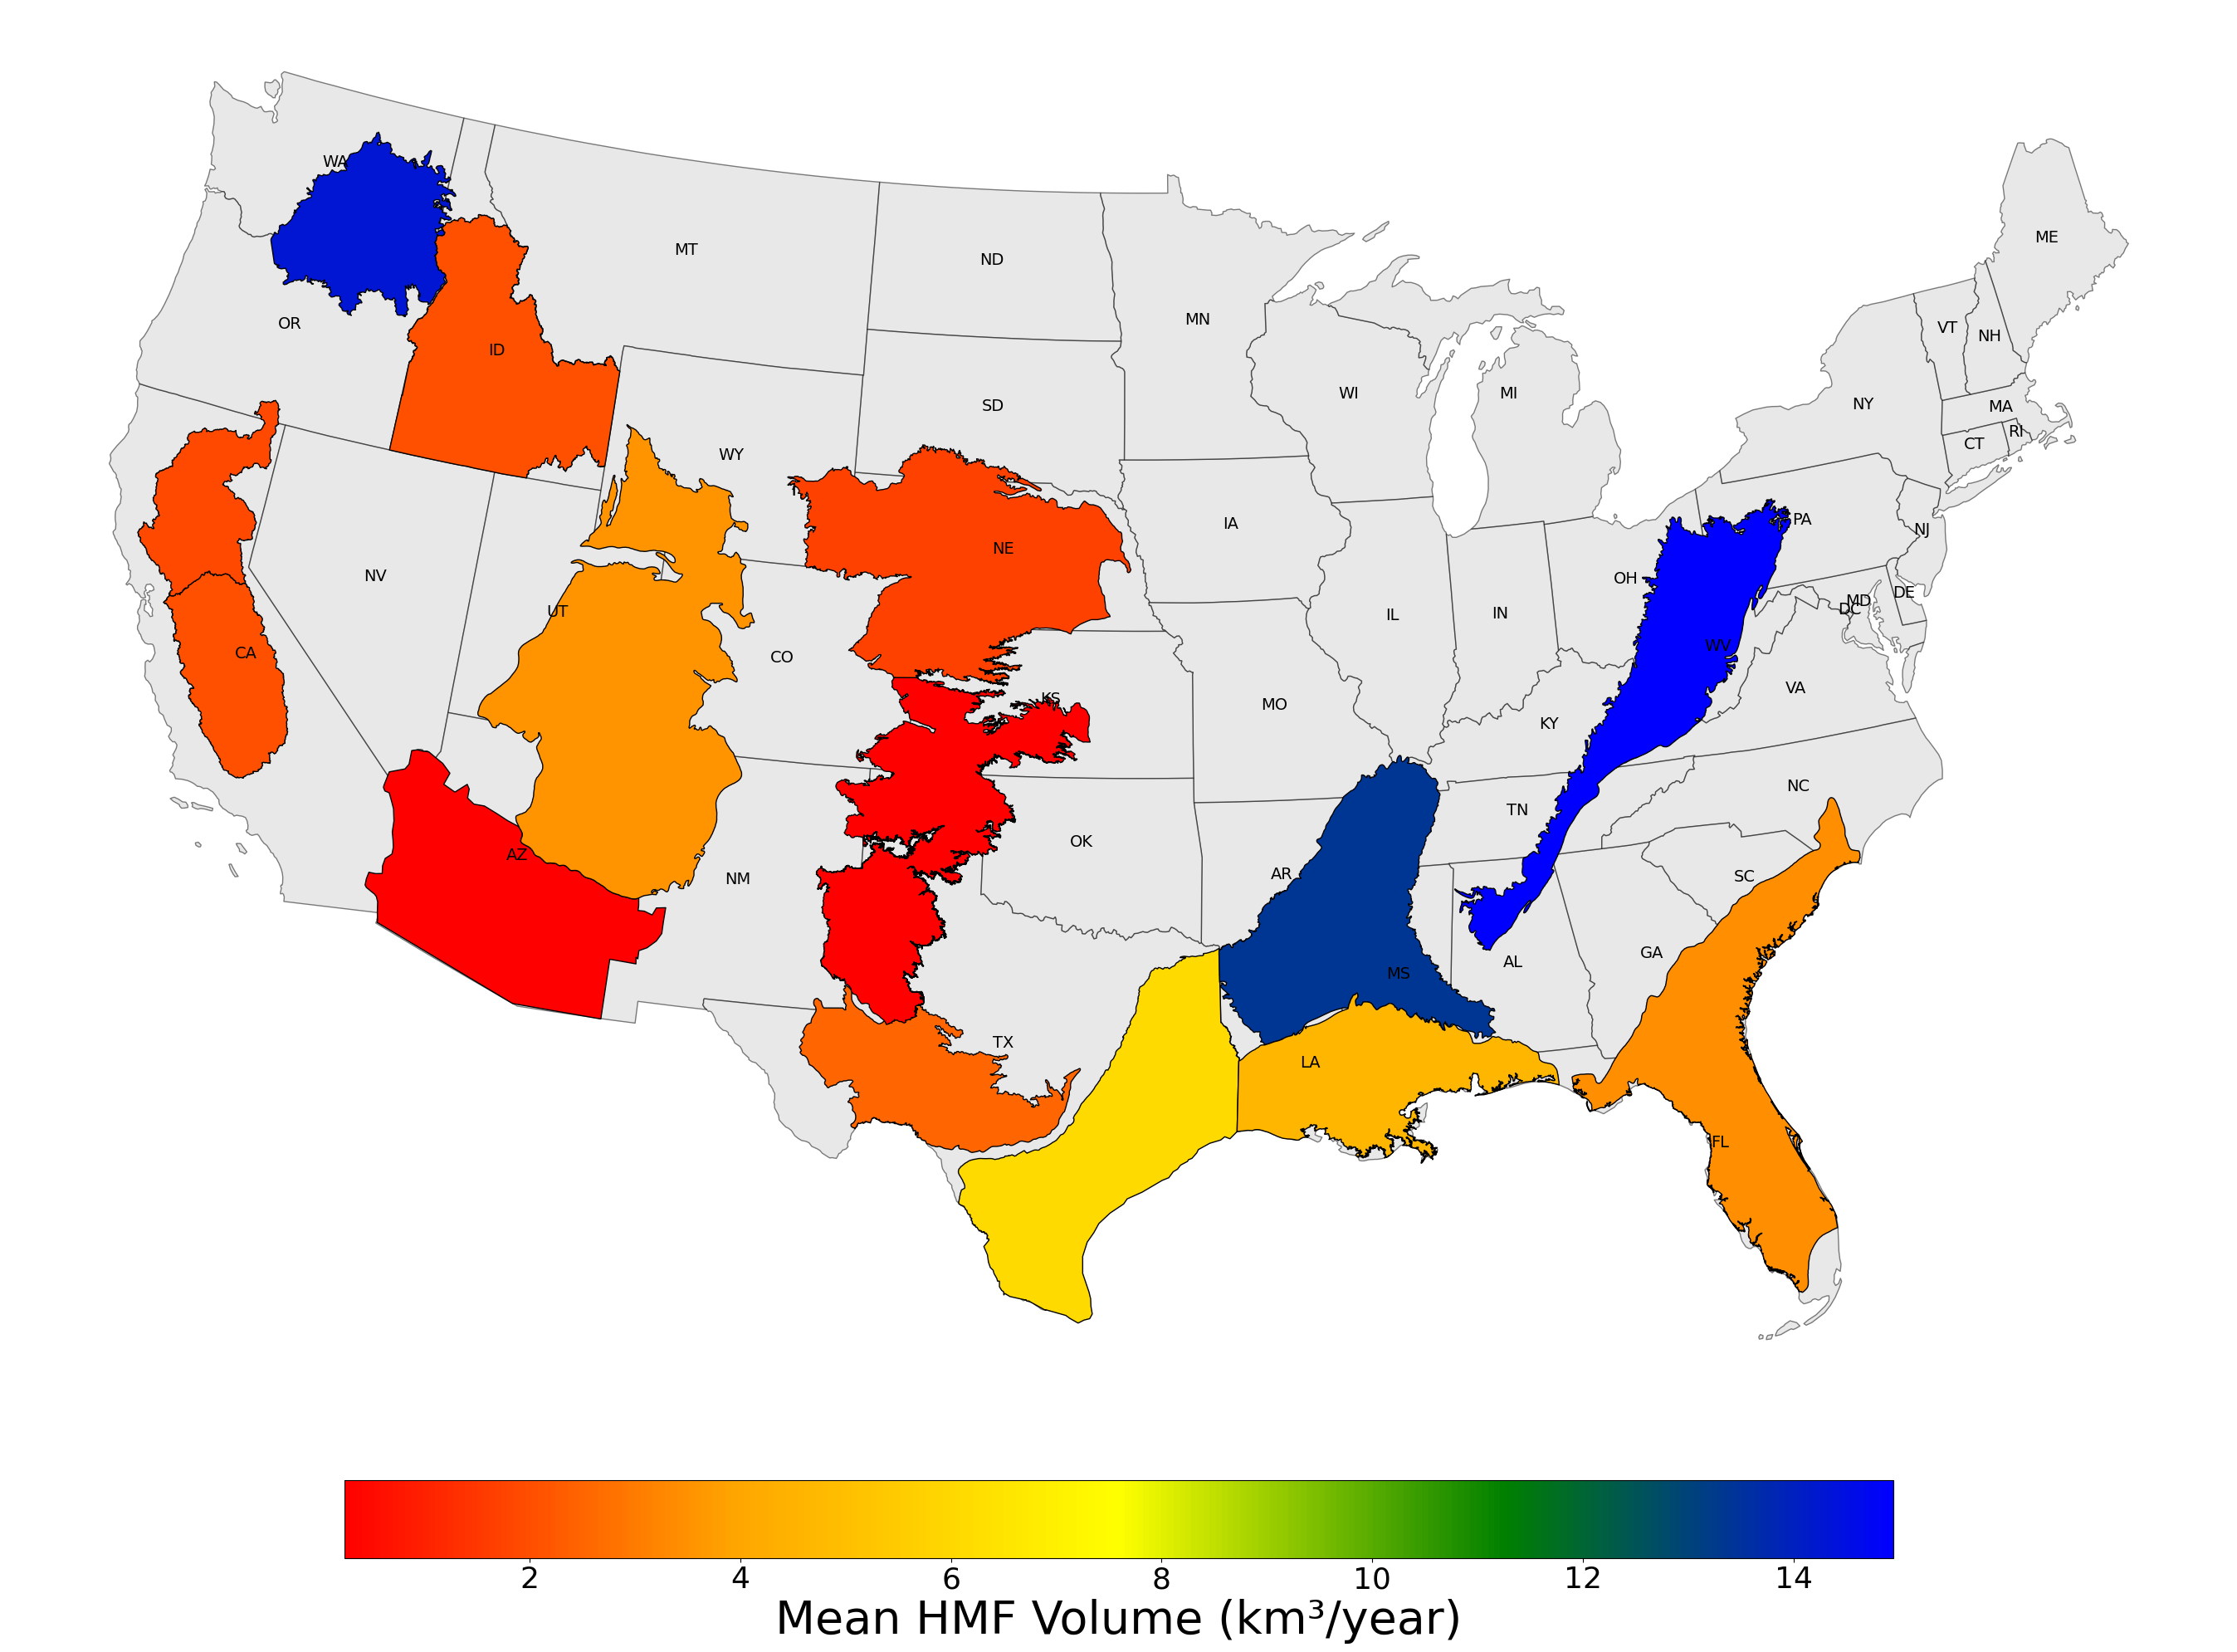 WA
MT
ND
ME
OR
ID
MN
VT
NH
SD
WI
MI
NY
MA
RI
CT
WY
NE
IA
PA
NJ
NV
UT
OH
DE
MD
DC
IL
IN
CA
CO
WV
KS
VA
MO
KY
NC
TN
AZ
OK
NM
AR
SC
GA
MS
AL
TX
LA
FL
2 4 6 8 10 12 14
Mean HMF Volume (km³/year)